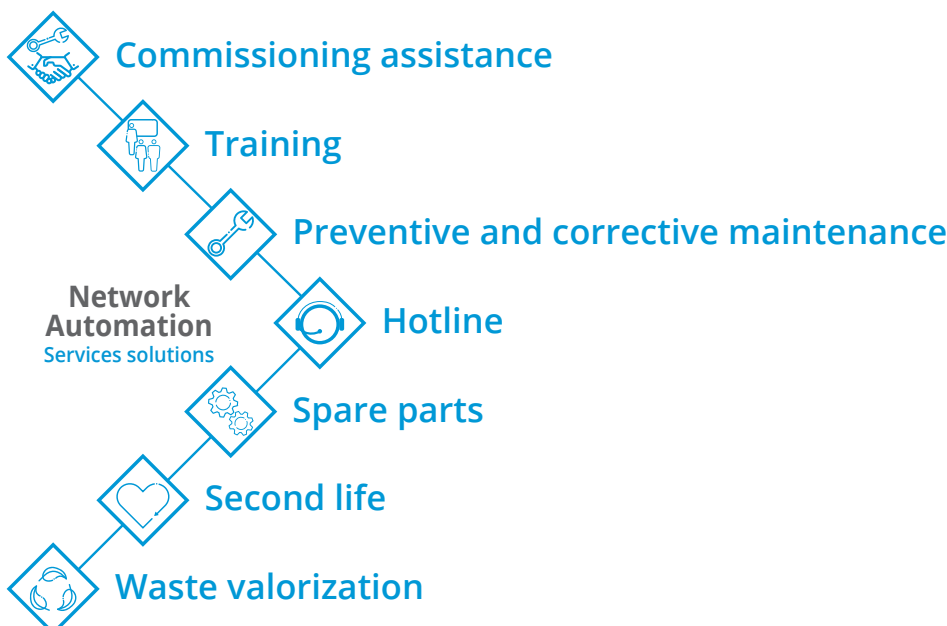 Commissioning assistance
Training
Preventive and corrective maintenance
Network
Automation
Services solutions
Hotline
Spare parts
Second life
Waste valorization